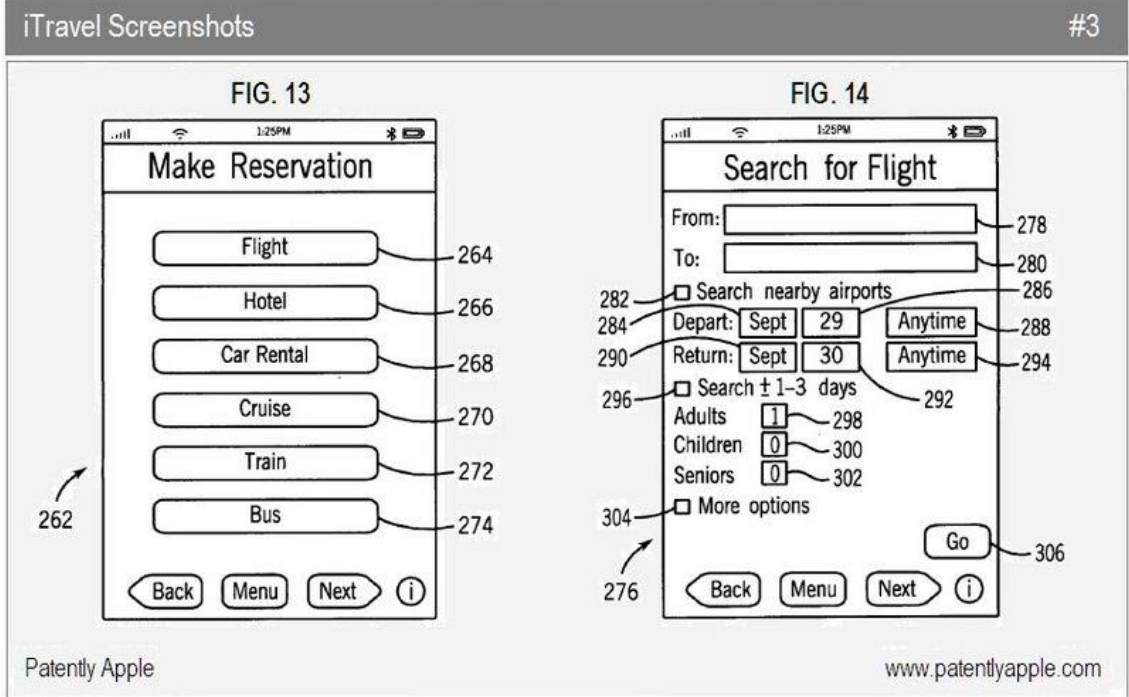 iTravel Screenshots #3
FIG. 13
1:25PM
Make Reservation
Flight 264
Hotel 266
Car Rental 268
Cruise 270
Train 272
Bus 274
262
Back Menu Next i
FIG. 14
1:25PM
Search for Flight
From: 278
To: 280
282 Search nearby airports 286
284 Depart: Sept 29 Anytime 288
290 Return: Sept 30 Anytime 294
296 Search ± 1–3 days 292
Adults 1 298
Children 0 300
Seniors 0 302
304 More options
Go 306
276
Back Menu Next i
Patently Apple www.patentlyapple.com